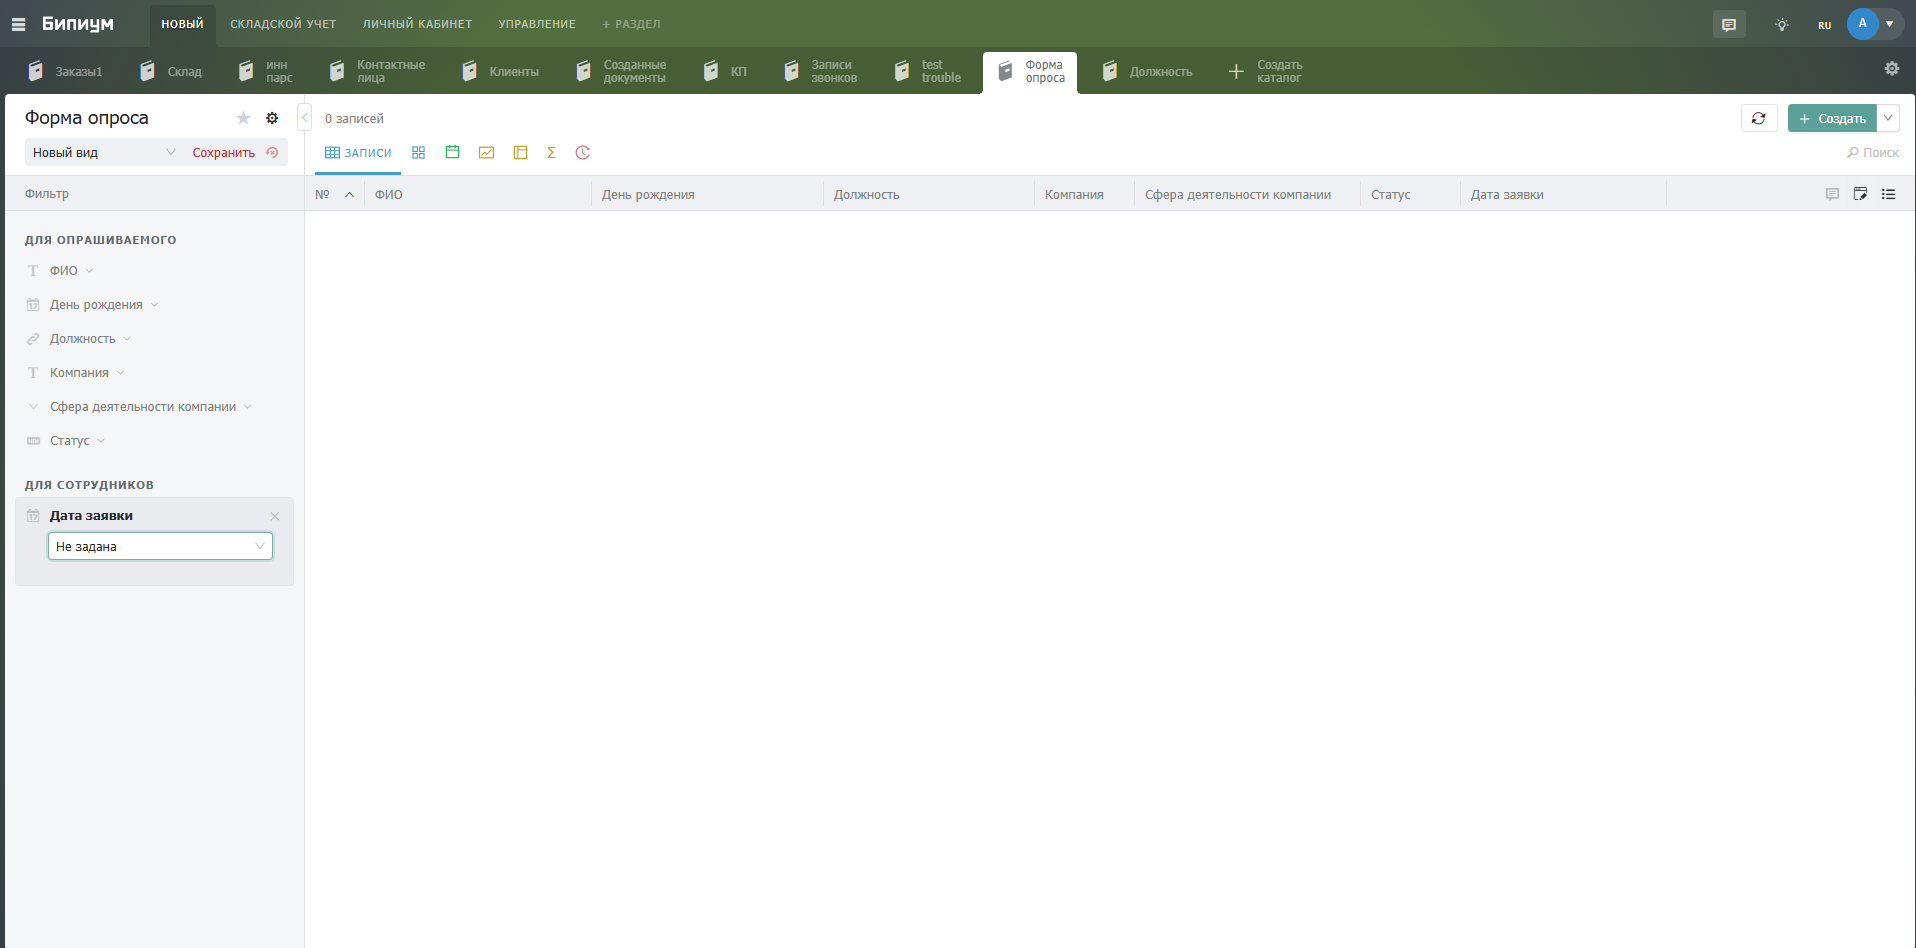 Бипиум
НОВЫЙ
СКЛАДСКОЙ УЧЕТ
ЛИЧНЫЙ КАБИНЕТ
УПРАВЛЕНИЕ
+ РАЗДЕЛ
RU
А
Заказы1
Склад
инн
парс
Контактные
лица
Клиенты
Созданные
документы
КП
Записи
звонков
test
trouble
Форма
опроса
Должность
Создать
каталог
Форма опроса
0 записей
+ Создать
Новый вид
Сохранить
ЗАПИСИ
Σ
Поиск
Фильтр
№
ФИО
День рождения
Должность
Компания
Сфера деятельности компании
Статус
Дата заявки
ДЛЯ ОПРАШИВАЕМОГО
T ФИО
17 День рождения
Должность
T Компания
Сфера деятельности компании
Статус
ДЛЯ СОТРУДНИКОВ
17 Дата заявки
Не задана